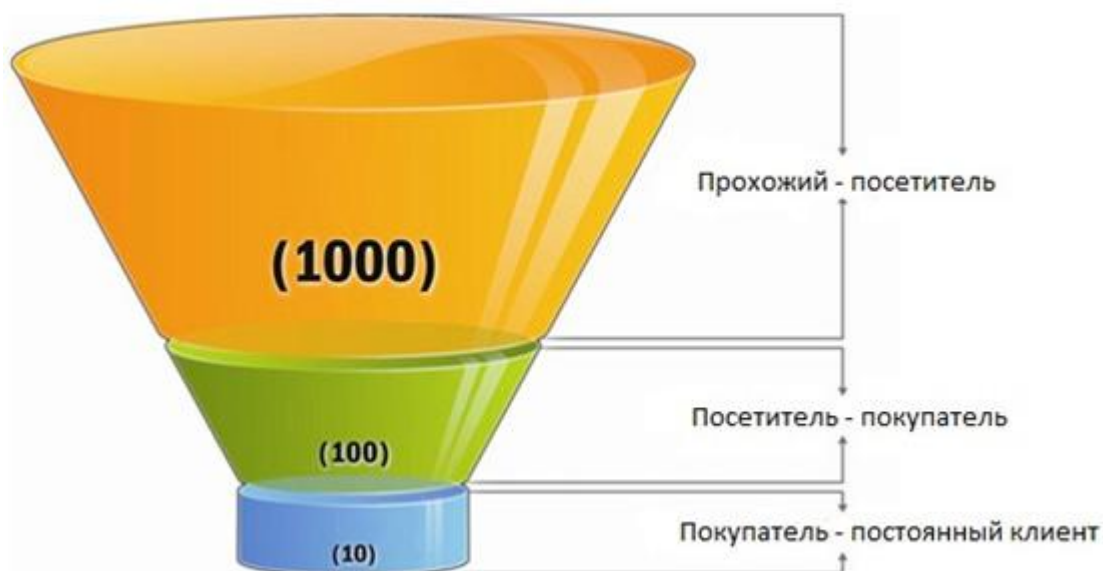 Прохожий - посетитель
(1000)
Посетитель - покупатель
(100)
Покупатель - постоянный клиент
(10)